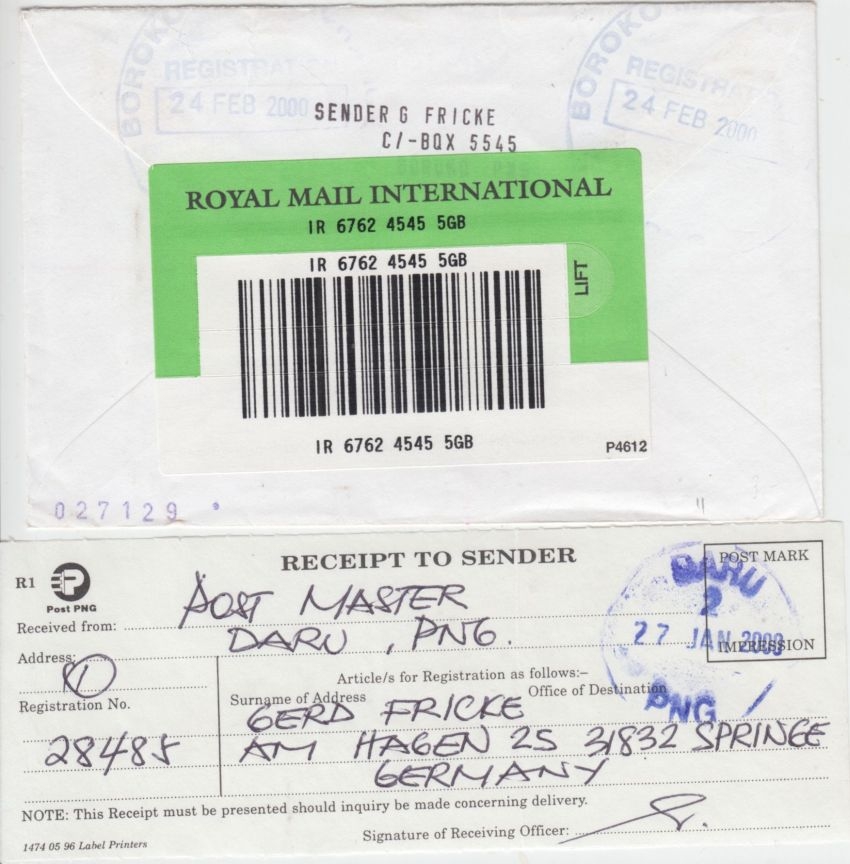 BOROKO
REGISTRATION
24 FEB 2000
BOROKO
REGISTRATION
24 FEB 2000
SENDER G FRICKE
C/-BOX 5545
BOROKO PNG
ROYAL MAIL INTERNATIONAL
IR 6762 4545 5GB
IR 6762 4545 5GB
LIFT
IR 6762 4545 5GB
P4612
027129
RECEIPT TO SENDER
R1
Post PNG
POST MARK
IMPRESSION
DARU
2
27 JAN 2000
PNG
Received from: POST MASTER
Address: DARU, PNG.
1
Article/s for Registration as follows:–
Registration No.
Surname of Address Office of Destination
28485
GERD FRICKE
AM HAGEN 25 31832 SPRINGE
GERMANY
NOTE: This Receipt must be presented should inquiry be made concerning delivery.
Signature of Receiving Officer:
1474 05 96 Label Printers